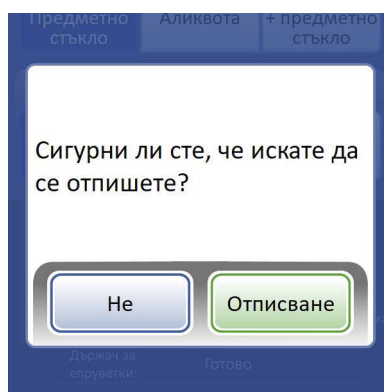 Предметно
стъкло
Аликвота
+ предметно
стъкло
Сигурни ли сте, че искате да
се отпишете?
Не
Отписване
Държач за
епруветки:
Готово